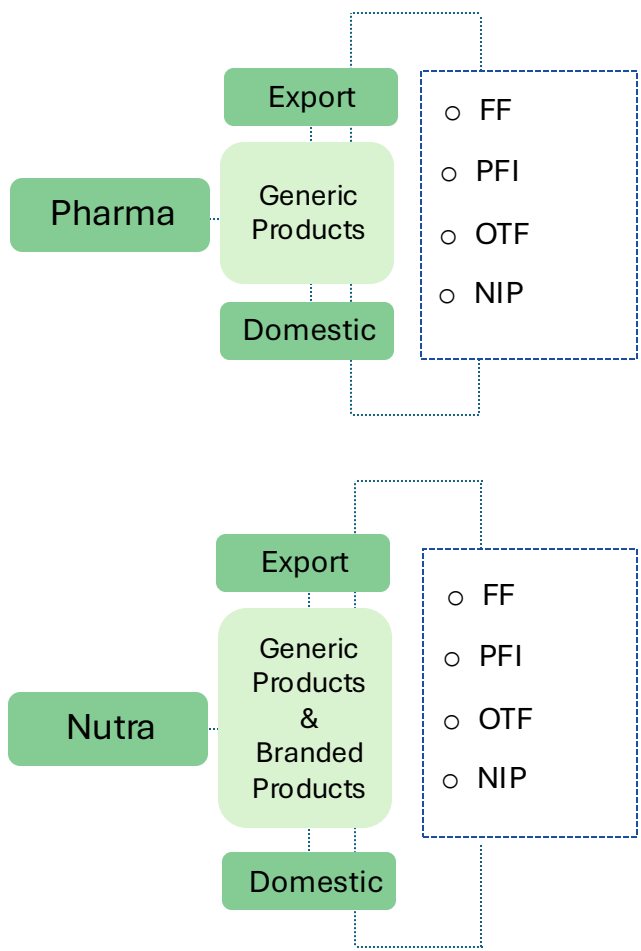 Export
Pharma
Generic
Products
Domestic
○ FF
○ PFI
○ OTF
○ NIP
Export
Nutra
Generic
Products
&
Branded
Products
Domestic
○ FF
○ PFI
○ OTF
○ NIP